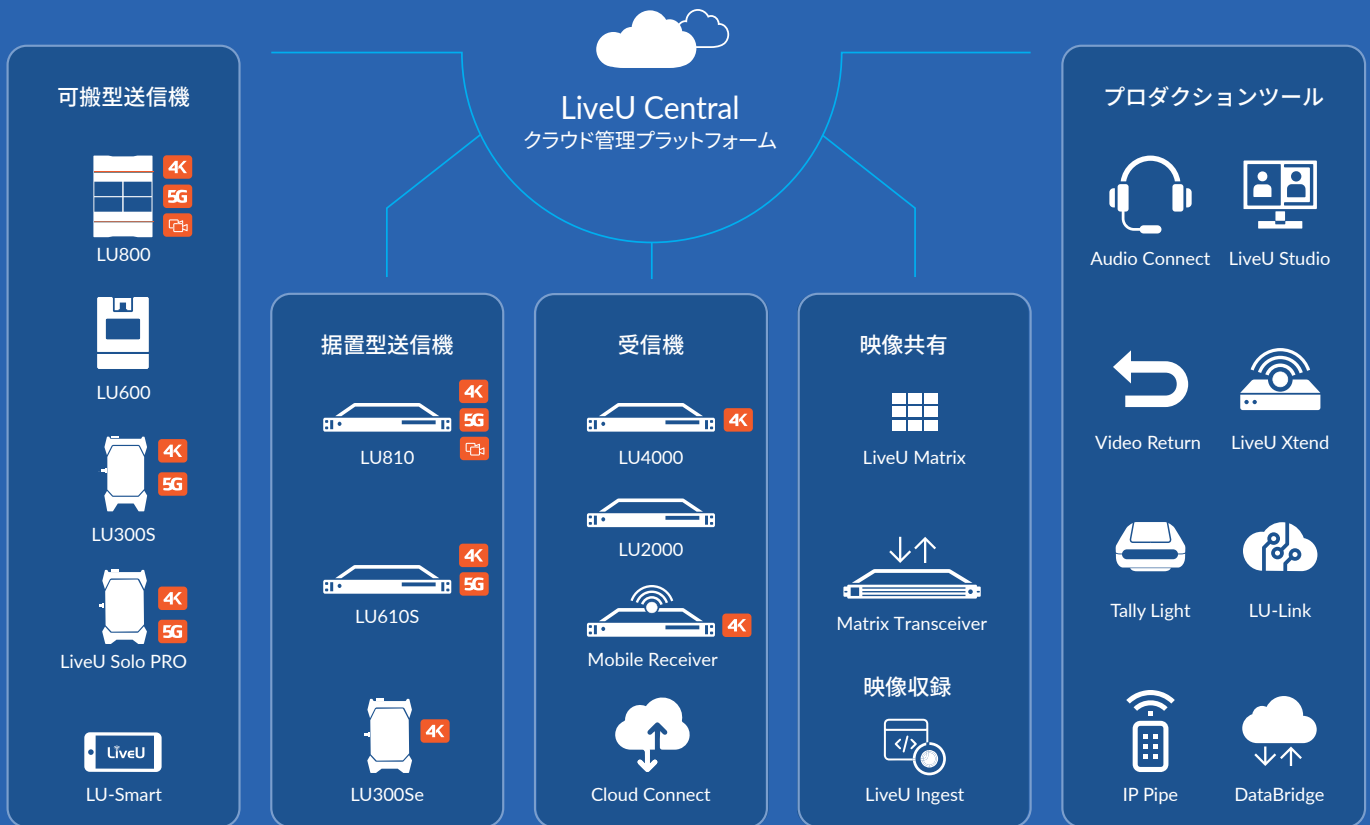 LiveU Central
クラウド管理プラットフォーム
可搬型送信機
4K
5G
LU800
LU600
4K
5G
LU300S
4K
5G
LiveU Solo PRO
LiveU
LU-Smart
据置型送信機
4K
5G
LU810
4K
5G
LU610S
4K
LU300Se
受信機
4K
LU4000
LU2000
4K
Mobile Receiver
Cloud Connect
映像共有
LiveU Matrix
Matrix Transceiver
映像収録
</>
LiveU Ingest
プロダクションツール
Audio Connect LiveU Studio
Video Return LiveU Xtend
Tally Light LU-Link
IP Pipe DataBridge